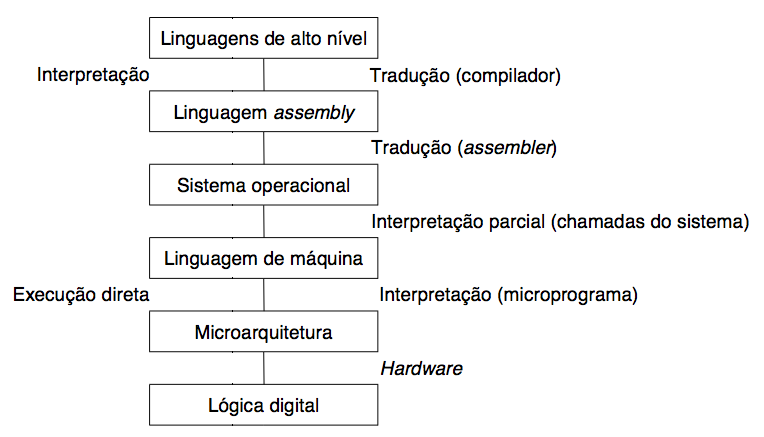 Linguagens de alto nível
Interpretação
Tradução (compilador)
Linguagem assembly
Tradução (assembler)
Sistema operacional
Interpretação parcial (chamadas do sistema)
Linguagem de máquina
Execução direta
Interpretação (microprograma)
Microarquitetura
Hardware
Lógica digital